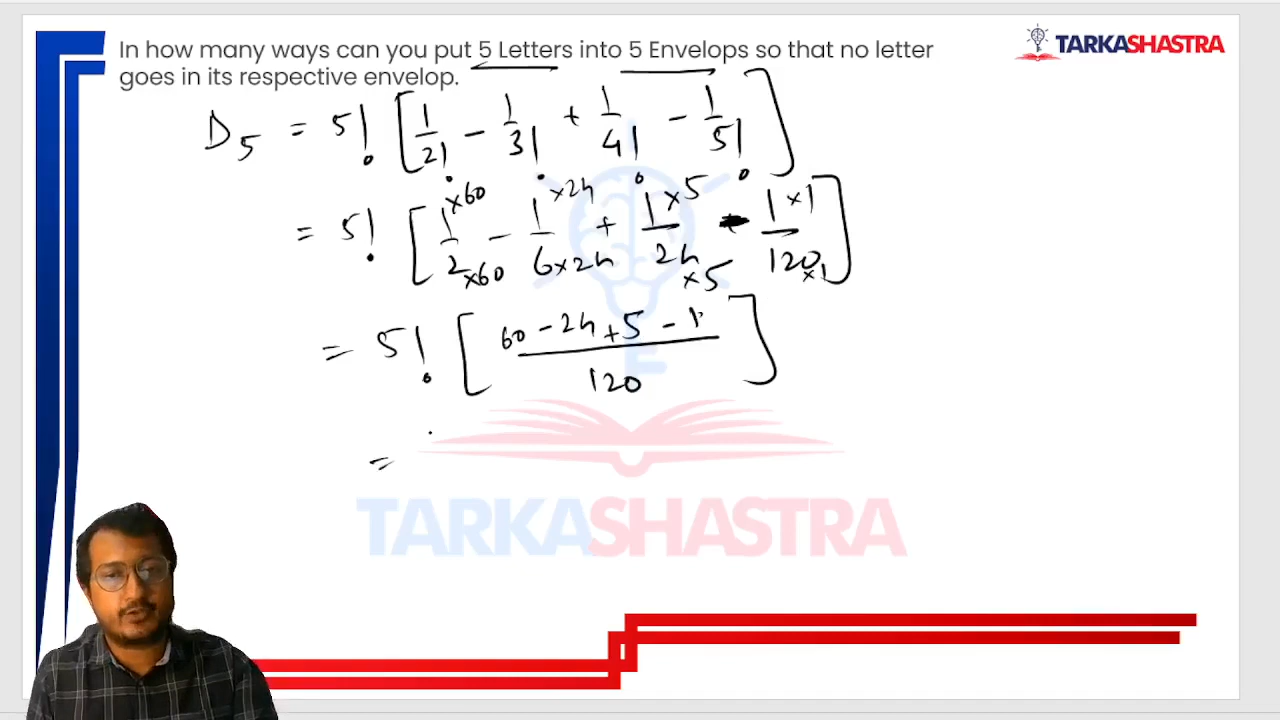 In how many ways can you put 5 Letters into 5 Envelops so that no letter
goes in its respective envelop.
TARKASHASTRA
D5 = 5! [1/2! - 1/3! + 1/4! - 1/5!]
= 5! [1×60/2×60 - 1×24/6×24 + 1×5/24×5 - 1×1/120×1]
= 5! [60 - 24 + 5 - 1/120]
=
TARKASHASTRA